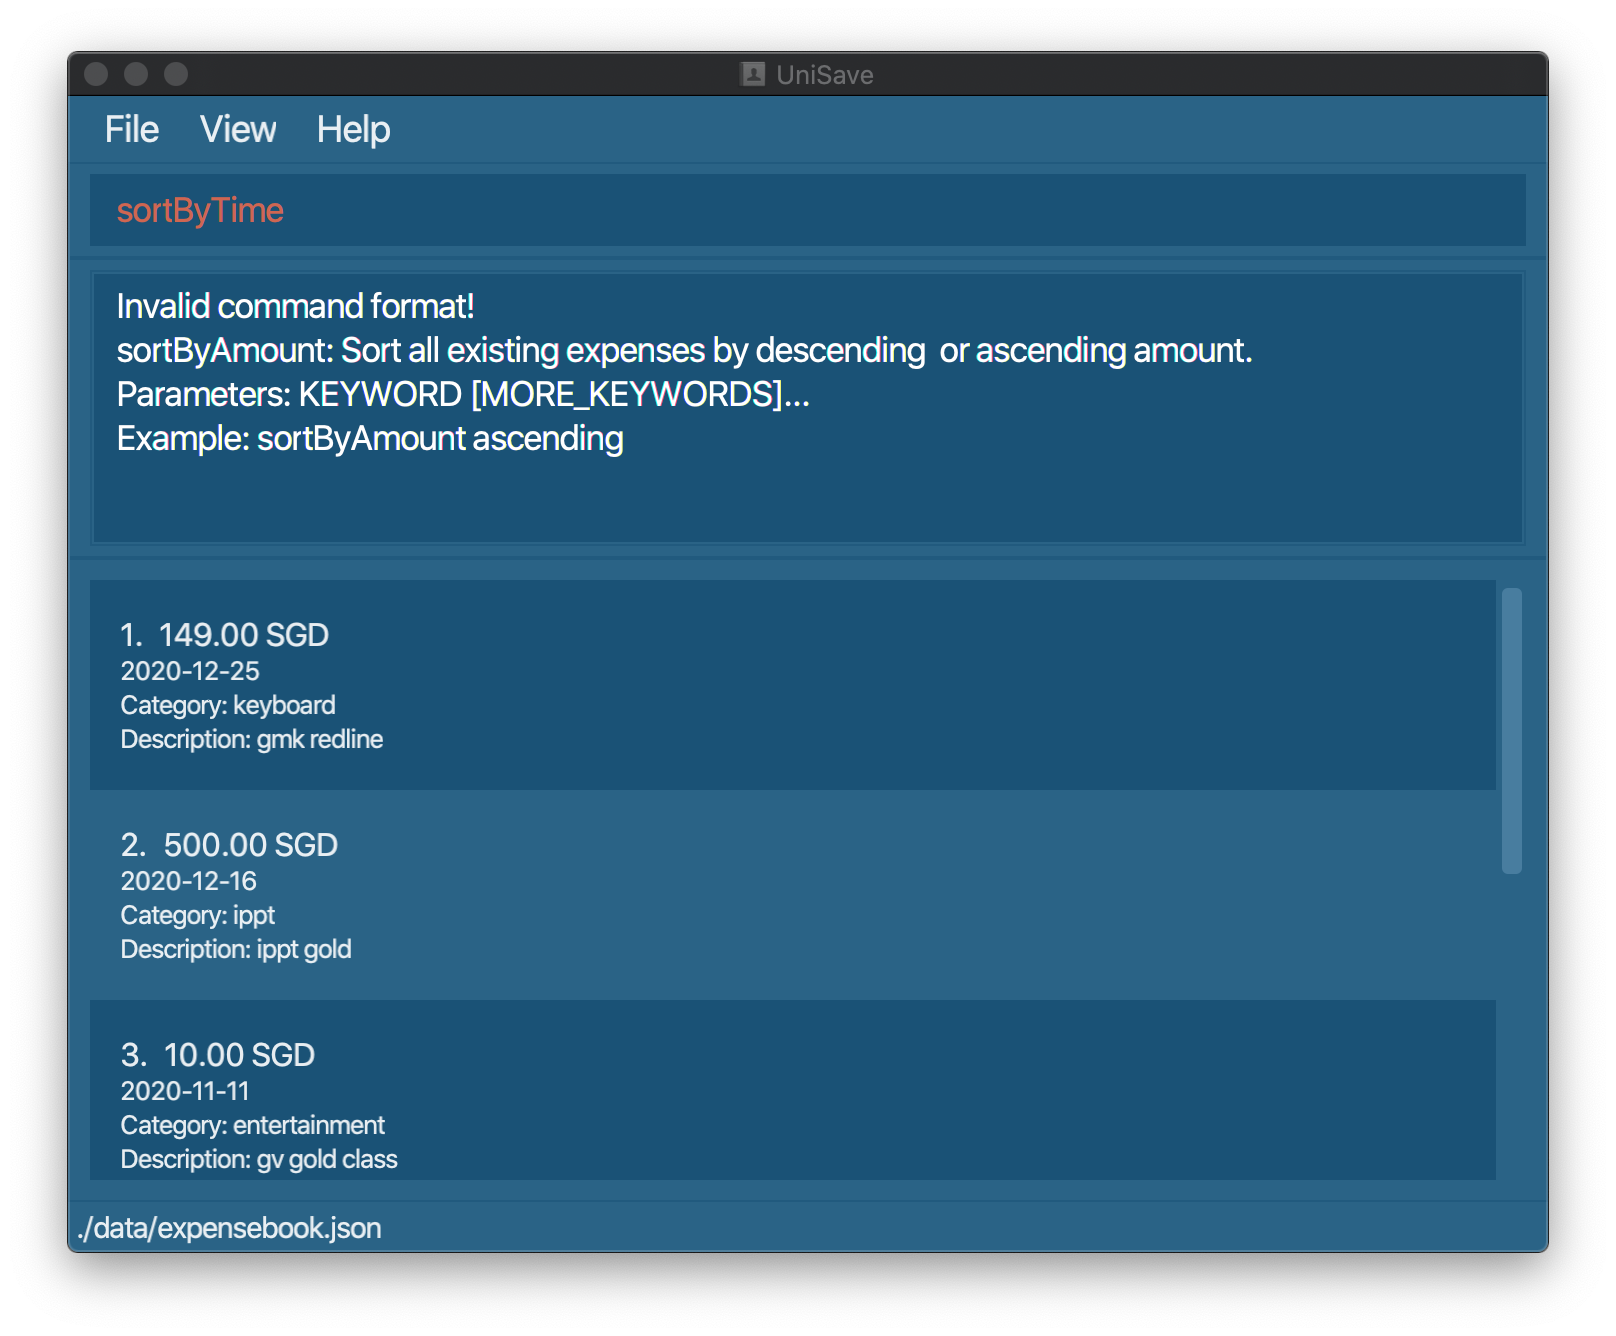 UniSave
File View Help
sortByTime
Invalid command format!
sortByAmount: Sort all existing expenses by descending  or ascending amount.
Parameters: KEYWORD [MORE_KEYWORDS]...
Example: sortByAmount ascending
1. 149.00 SGD
2020-12-25
Category: keyboard
Description: gmk redline
2. 500.00 SGD
2020-12-16
Category: ippt
Description: ippt gold
3. 10.00 SGD
2020-11-11
Category: entertainment
Description: gv gold class
./data/expensebook.json